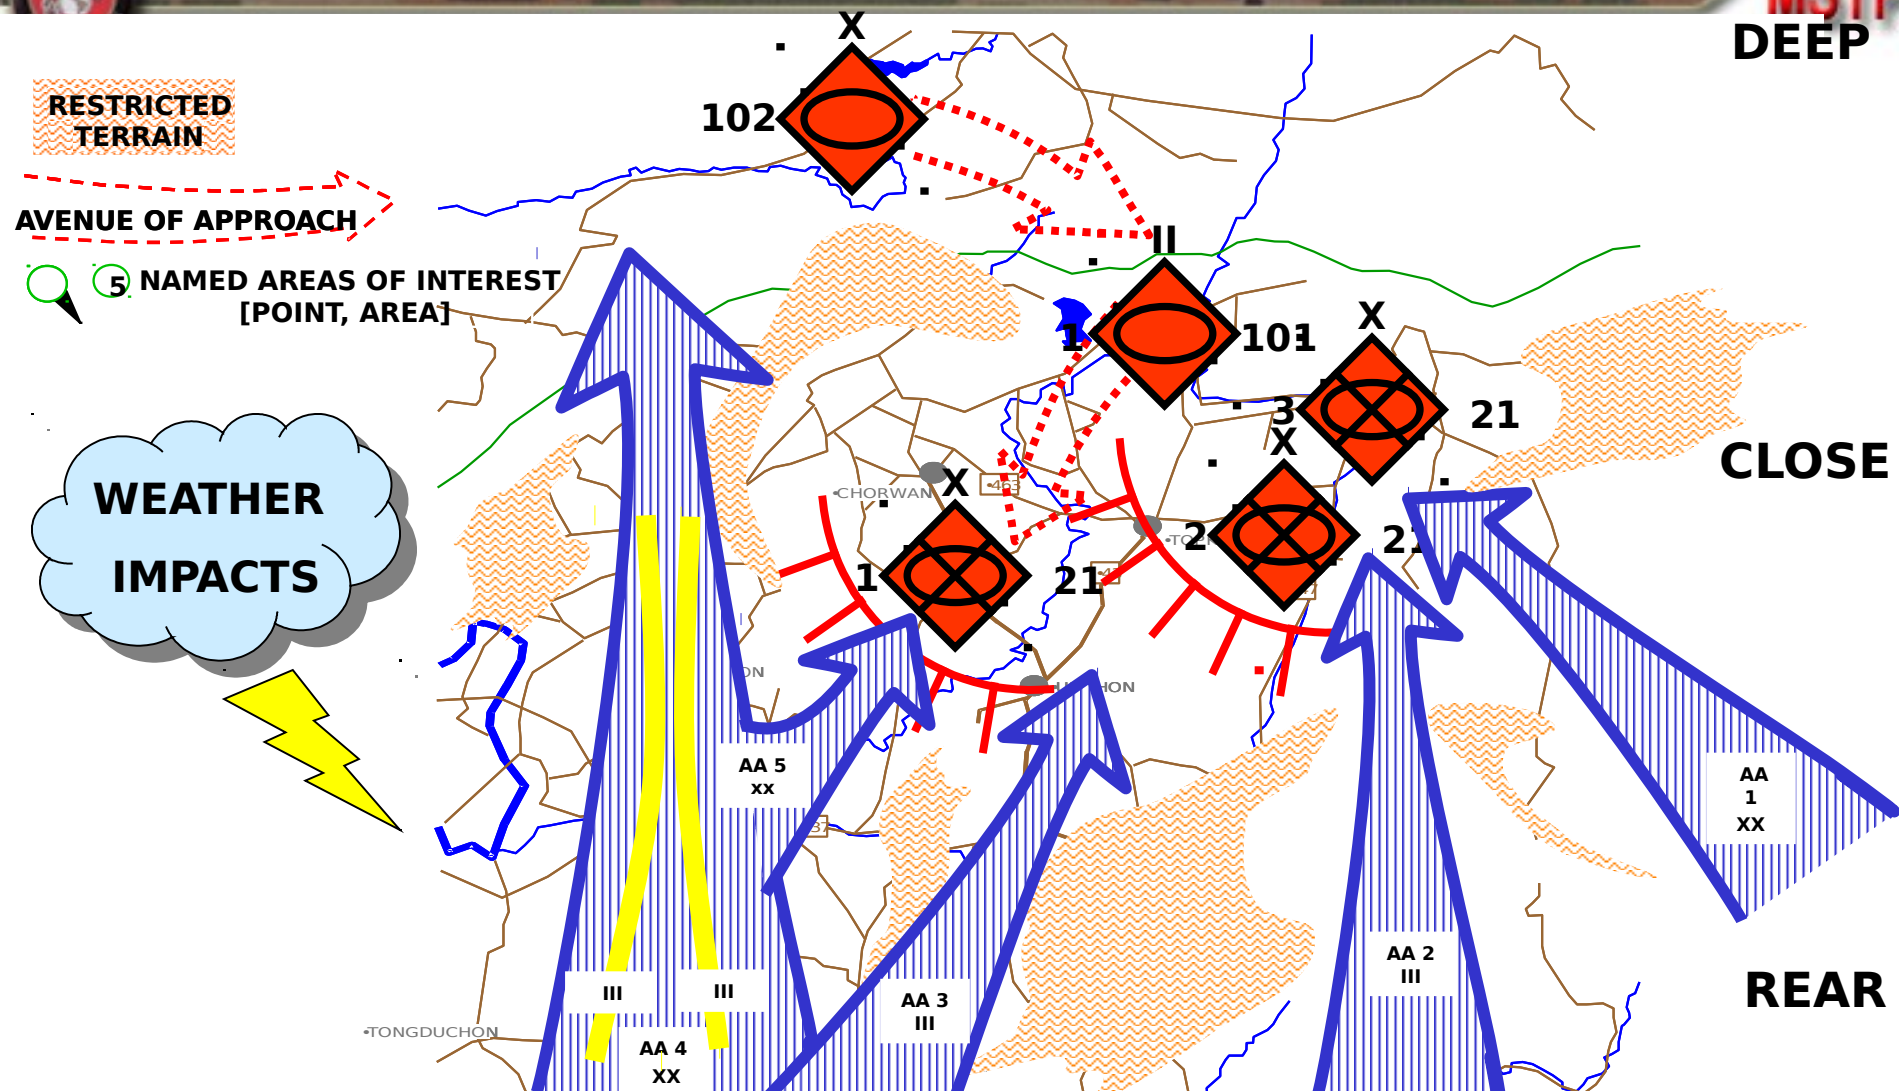 DEEP
X
102
RESTRICTED
TERRAIN
AVENUE OF APPROACH
5
NAMED AREAS OF INTEREST
[POINT, AREA]
II
1
101
X
3
21
X
2
CLOSE
X
CHORWAN
463
1
21
WEATHER
IMPACTS
AA 5
xx
AA
1
XX
37
AA 2
III
III
III
AA 3
III
REAR
TONGDUCHON
AA 4
XX